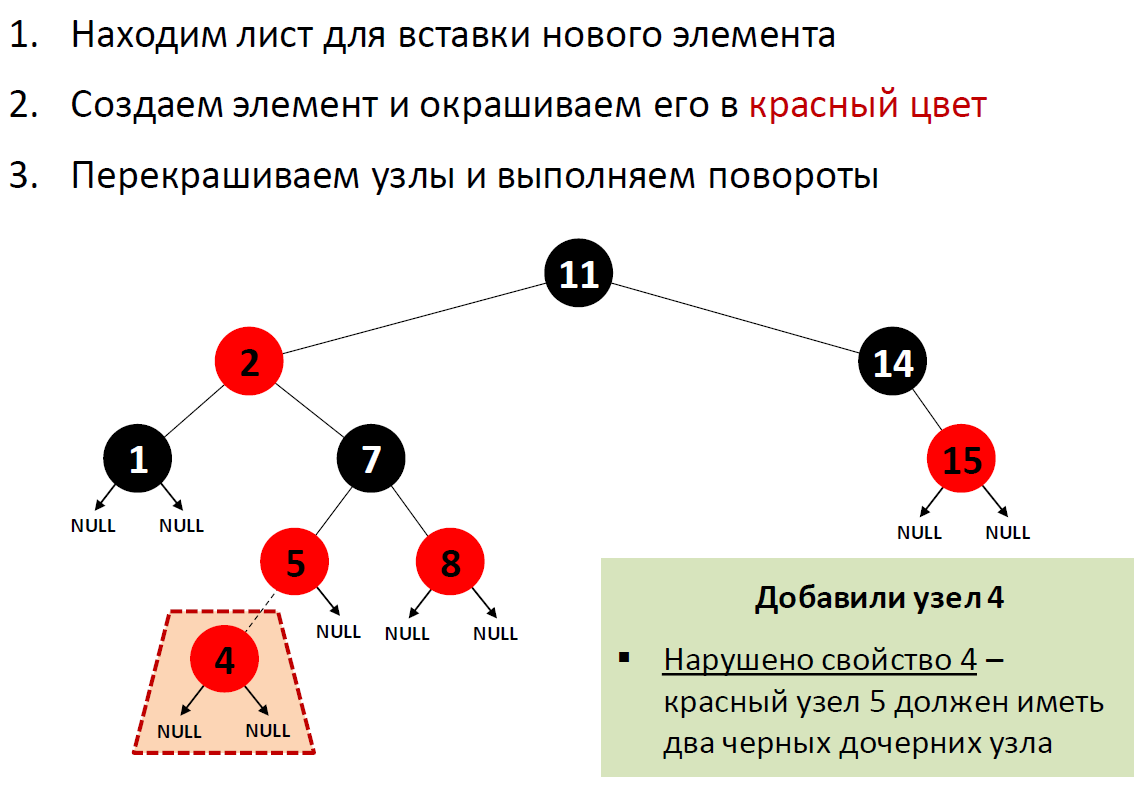 1. Находим лист для вставки нового элемента
2. Создаем элемент и окрашиваем его в красный цвет
3. Перекрашиваем узлы и выполняем повороты
11
2
14
1
7
15
NULL
NULL
5
8
NULL
NULL
4
NULL
NULL
NULL
NULL
NULL
Добавили узел 4
▪ Нарушено свойство 4 –
красный узел 5 должен иметь
два черных дочерних узла